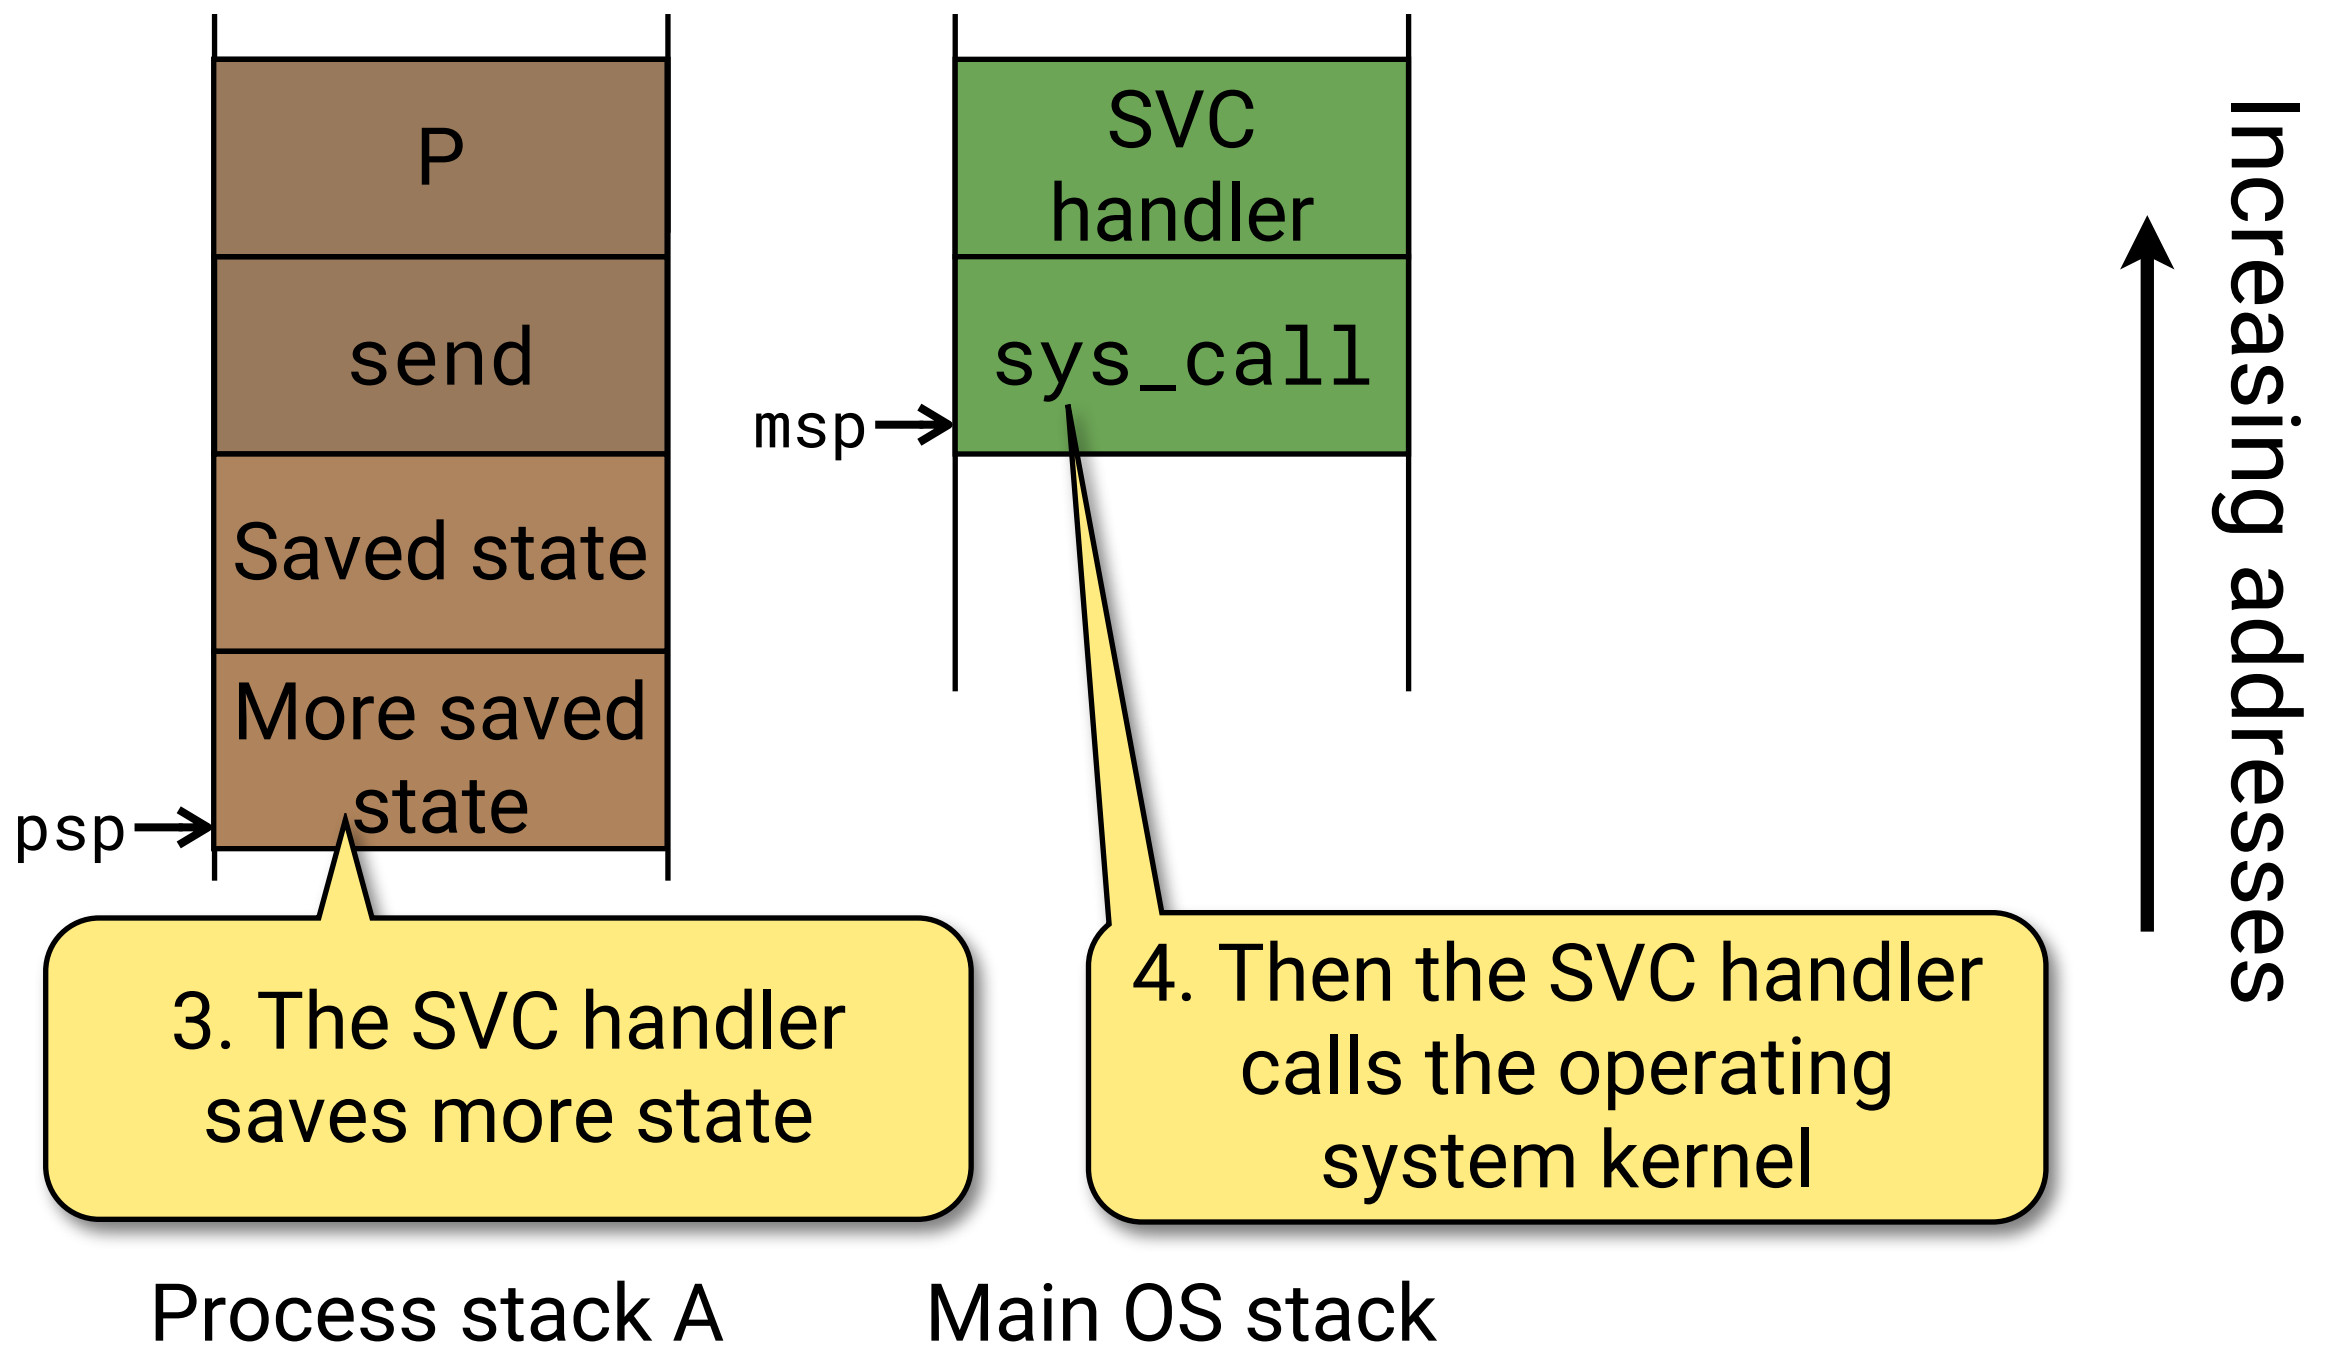 P
send
Saved state
More saved
state
psp
SVC
handler
sys_call
msp
3. The SVC handler
saves more state
4. Then the SVC handler
calls the operating
system kernel
Process stack A
Main OS stack
Increasing addresses